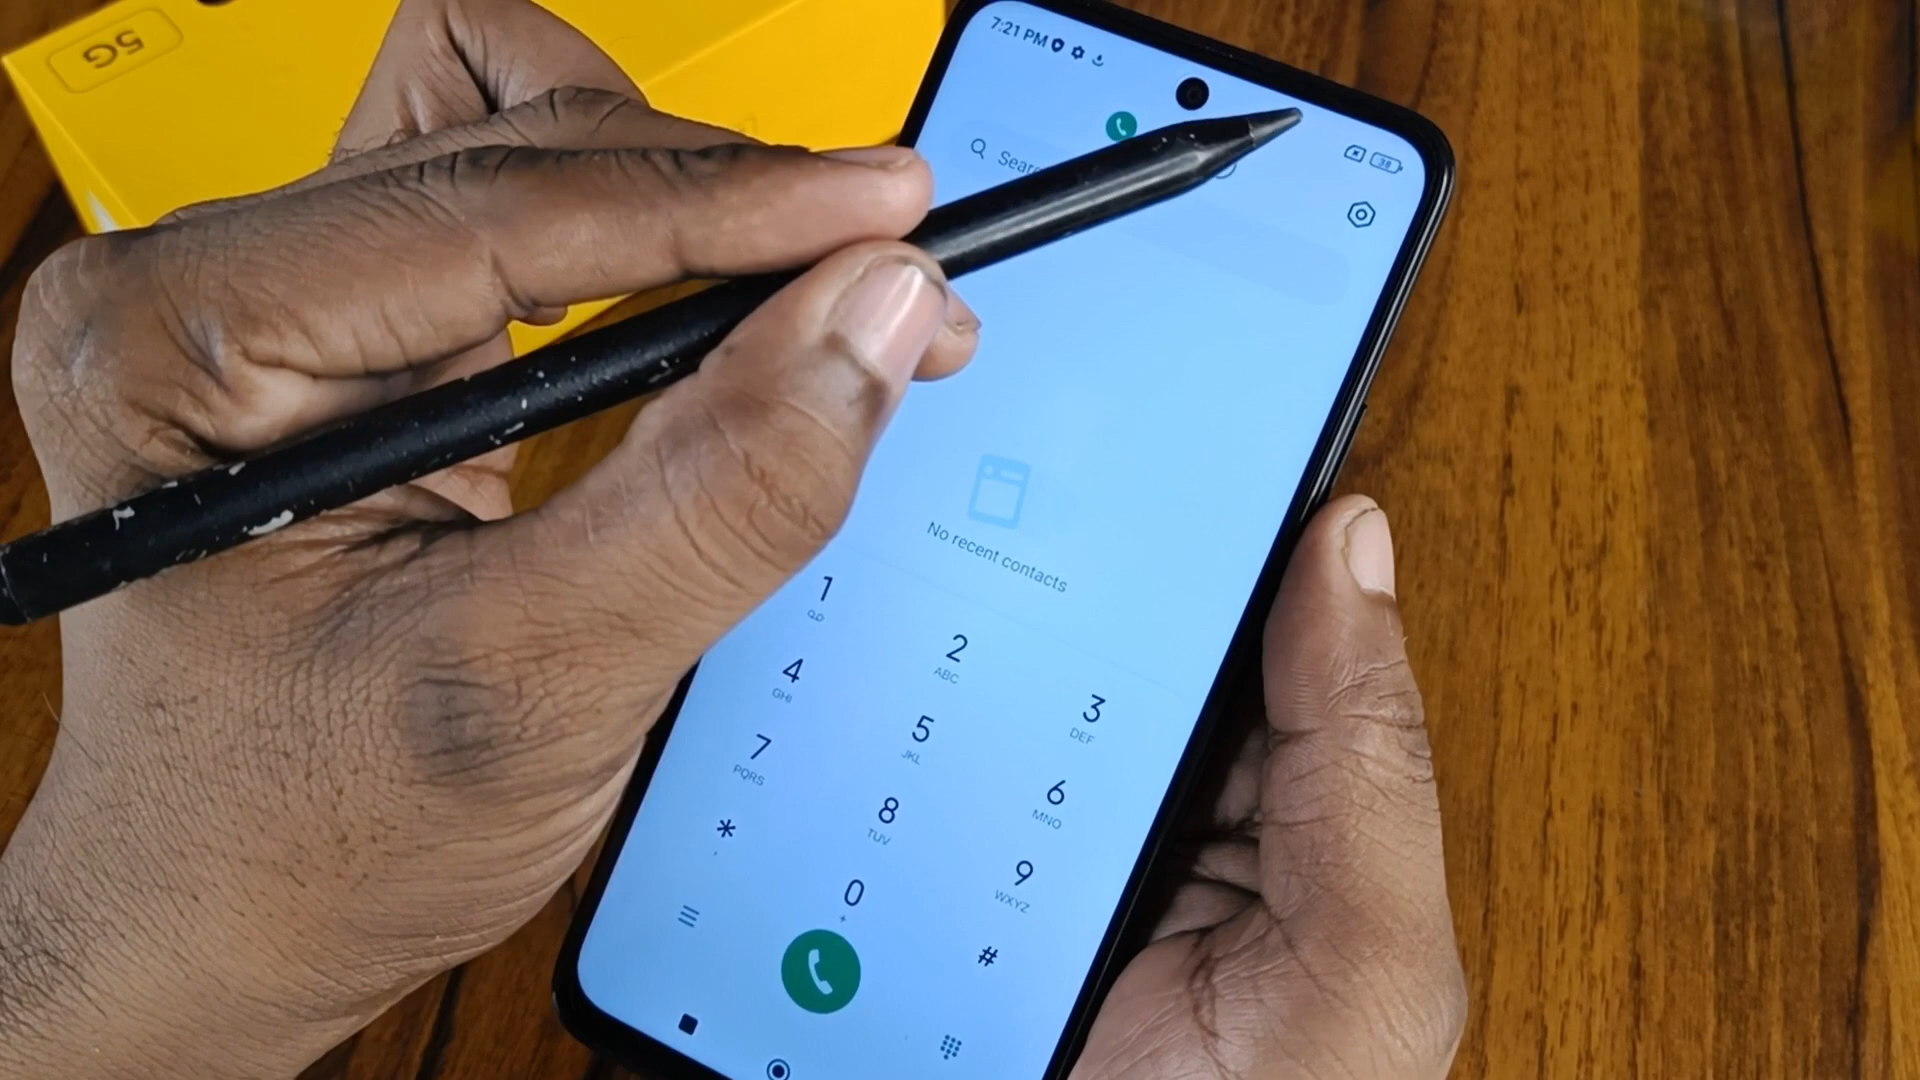 5G
7:21 PM
38
Sear
No recent contacts
1
2 ABC
3 DEF
4 GHI
5 JKL
6 MNO
7 PQRS
8 TUV
9 WXYZ
*
,
0
+
#